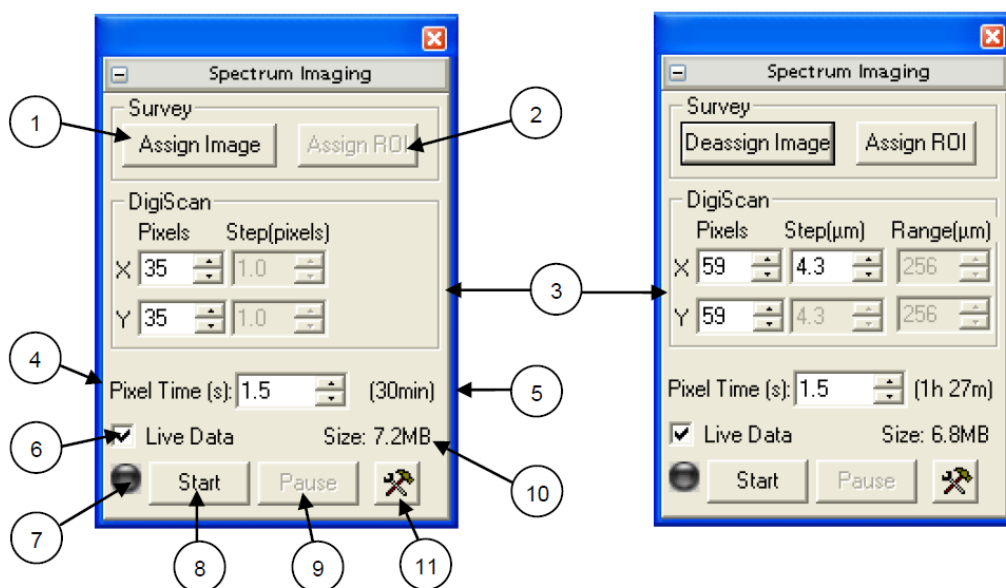 Spectrum Imaging
Survey
1
Assign Image
Assign ROI
2
DigiScan
Pixels Step(pixels)
X 35 1.0
Y 35 1.0
3
4
Pixel Time (s): 1.5 (30min)
5
6
Live Data Size: 7.2MB
10
7
Start Pause
8
9
11
Spectrum Imaging
Survey
Deassign Image Assign ROI
DigiScan
Pixels Step(µm) Range(µm)
X 59 4.3 256
Y 59 4.3 256
Pixel Time (s): 1.5 (1h 27m)
Live Data Size: 6.8MB
Start Pause